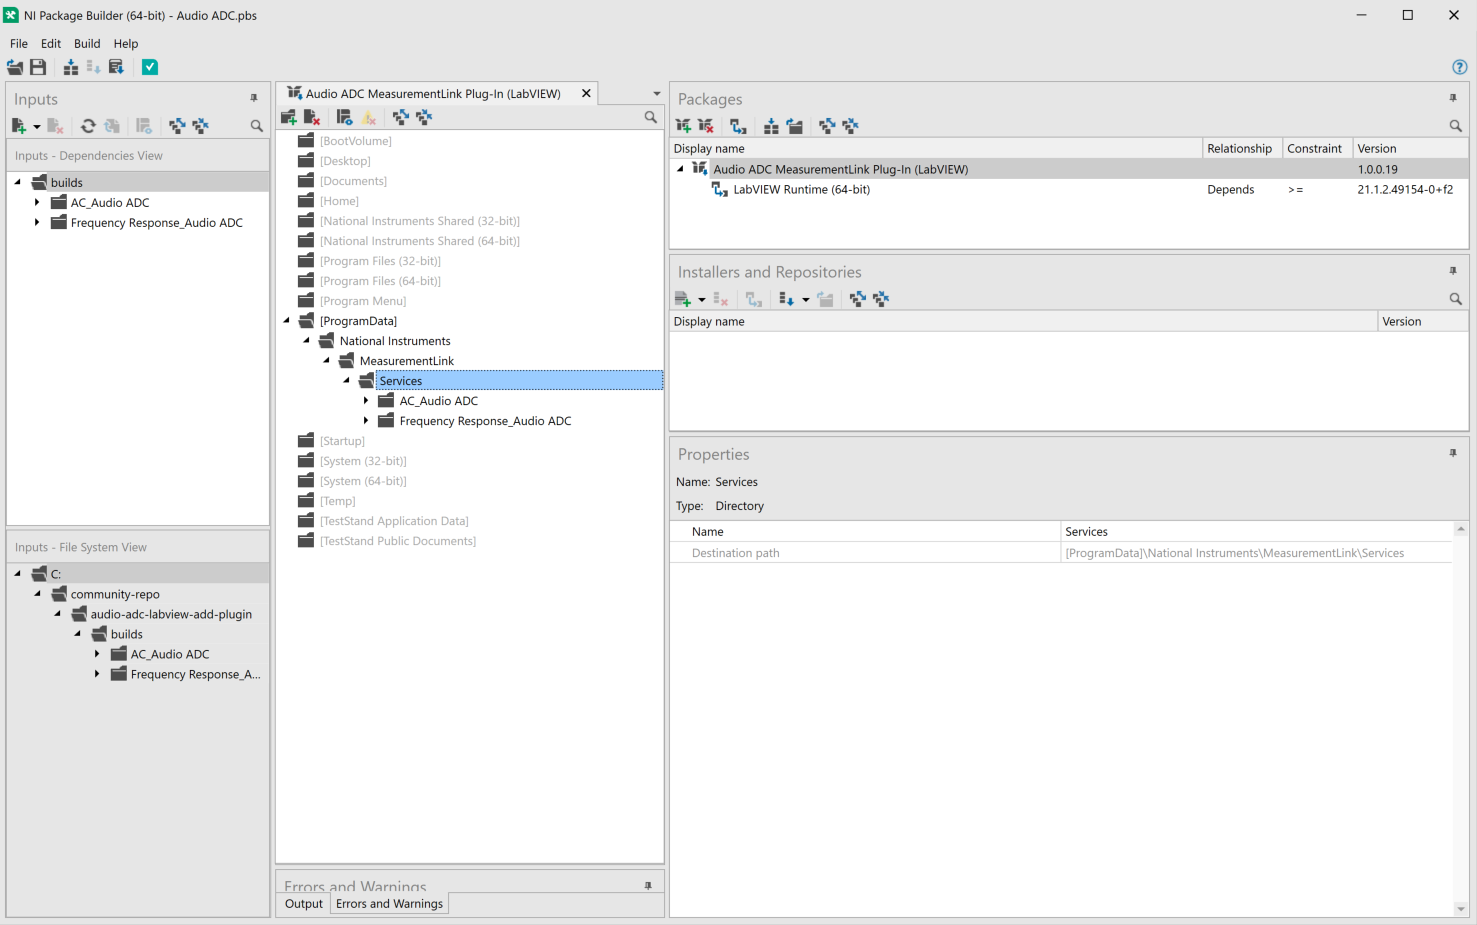 NI Package Builder (64-bit) - Audio ADC.pbs
File Edit Build Help
Inputs
Inputs - Dependencies View
builds
AC_Audio ADC
Frequency Response_Audio ADC
Inputs - File System View
C:
community-repo
audio-adc-labview-add-plugin
builds
AC_Audio ADC
Frequency Response_A...
Audio ADC MeasurementLink Plug-In (LabVIEW)
[BootVolume]
[Desktop]
[Documents]
[Home]
[National Instruments Shared (32-bit)]
[National Instruments Shared (64-bit)]
[Program Files (32-bit)]
[Program Files (64-bit)]
[Program Menu]
[ProgramData]
National Instruments
MeasurementLink
Services
AC_Audio ADC
Frequency Response_Audio ADC
[Startup]
[System (32-bit)]
[System (64-bit)]
[Temp]
[TestStand Application Data]
[TestStand Public Documents]
Errors and Warnings
Output Errors and Warnings
Packages
Display name Relationship Constraint Version
Audio ADC MeasurementLink Plug-In (LabVIEW) 1.0.0.19
LabVIEW Runtime (64-bit) Depends >= 21.1.2.49154-0+f2
Installers and Repositories
Display name Version
Properties
Name: Services
Type: Directory
Name Services
Destination path [ProgramData]\National Instruments\MeasurementLink\Services